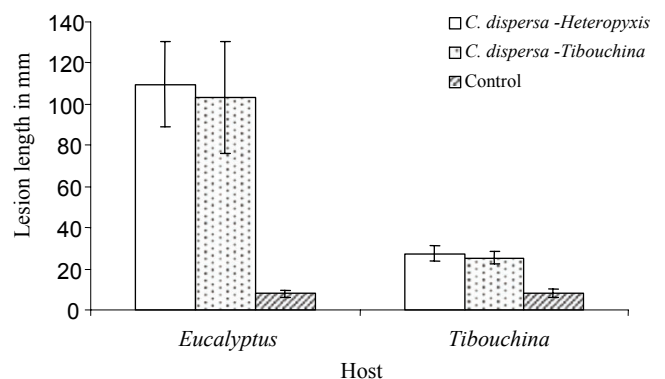 140
120
100
80
60
40
20
0
Lesion length in mm
C. dispersa -Heteropyxis
C. dispersa -Tibouchina
Control
Eucalyptus
Tibouchina
Host